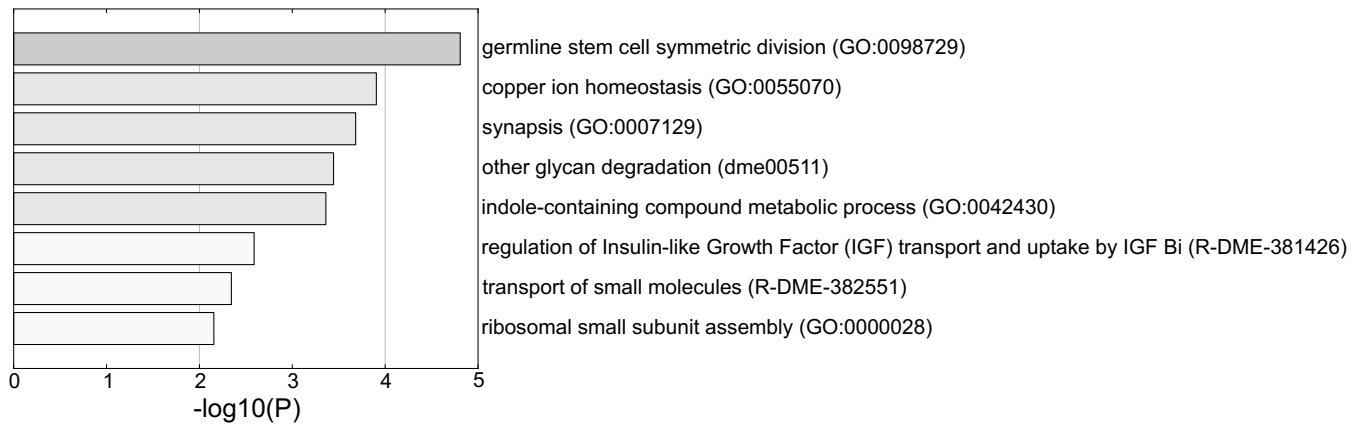 germline stem cell symmetric division (GO:0098729)
copper ion homeostasis (GO:0055070)
synapsis (GO:0007129)
other glycan degradation (dme00511)
indole-containing compound metabolic process (GO:0042430)
regulation of Insulin-like Growth Factor (IGF) transport and uptake by IGF Bi (R-DME-381426)
transport of small molecules (R-DME-382551)
ribosomal small subunit assembly (GO:0000028)
0 1 2 3 4 5
-log10(P)